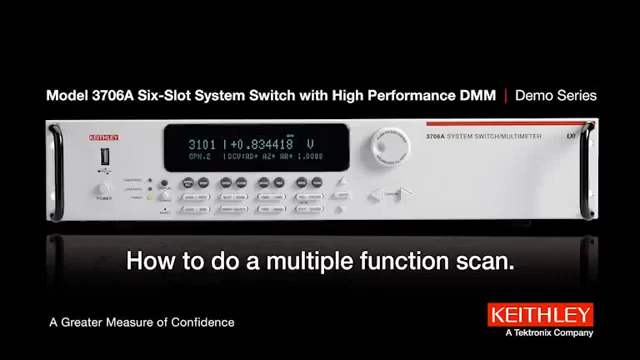 Model 3706A Six-Slot System Switch with High Performance DMM | Demo Series
KEITHLEY
3706A SYSTEM SWITCH/MULTIMETER
LXI
3101 | +0.834418 V
CPH.2 | DCV:AD+ AZ+ AR+ 1.0000
POWER
How to do a multiple function scan.
A Greater Measure of Confidence
KEITHLEY
A Tektronix Company